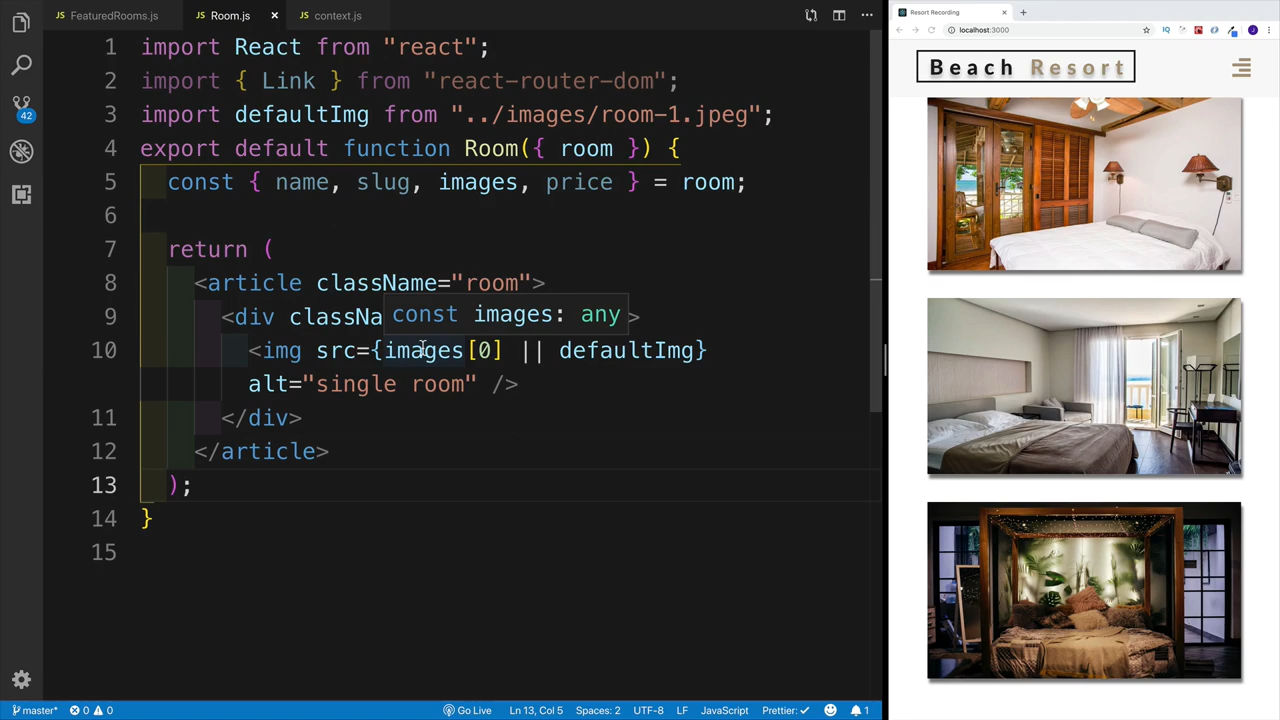 FeaturedRooms.js
Room.js
context.js
1 import React from "react";
2 import { Link } from "react-router-dom";
3 import defaultImg from "../images/room-1.jpeg";
4 export default function Room({ room }) {
5 const { name, slug, images, price } = room;
6
7 return (
8 <article className="room">
9 <div classNa
const images: any
>
10 <img src={images[0] || defaultImg}
alt="single room" />
11 </div>
12 </article>
13 );
14 }
15
42
master*
0
0
Go Live
Ln 13, Col 5
Spaces: 2
UTF-8
LF
JavaScript
Prettier:
1
Resort Recording
localhost:3000
IQ
J
Beach Resort